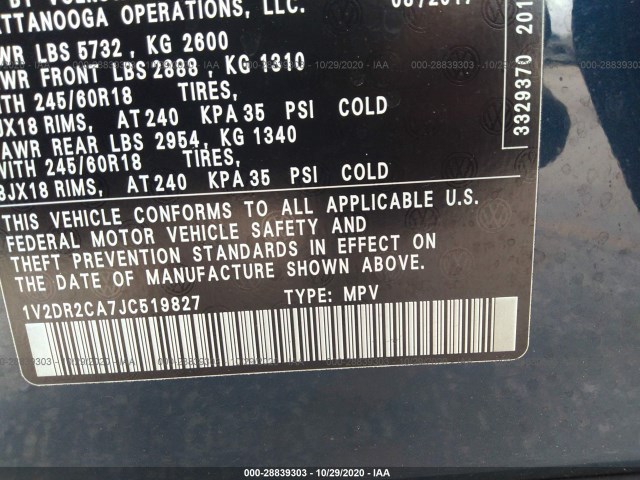 ATTANOOGA OPERATIONS, LLC.
WR LBS 5732 , KG 2600
WR FRONT LBS 2888 , KG 1310
ITH 245/60R18 TIRES,
JX18 RIMS, AT 240 KPA 35 PSI COLD
AWR REAR LBS 2954, KG 1340
WITH 245/60R18 TIRES,
8JX18 RIMS, AT 240 KPA 35 PSI COLD
THIS VEHICLE CONFORMS TO ALL APPLICABLE U.S.
FEDERAL MOTOR VEHICLE SAFETY AND
THEFT PREVENTION STANDARDS IN EFFECT ON
THE DATE OF MANUFACTURE SHOWN ABOVE.
1V2DR2CA7JC519827 TYPE: MPV
3329370 201
000-28839303 - 10/29/2020 - IAA